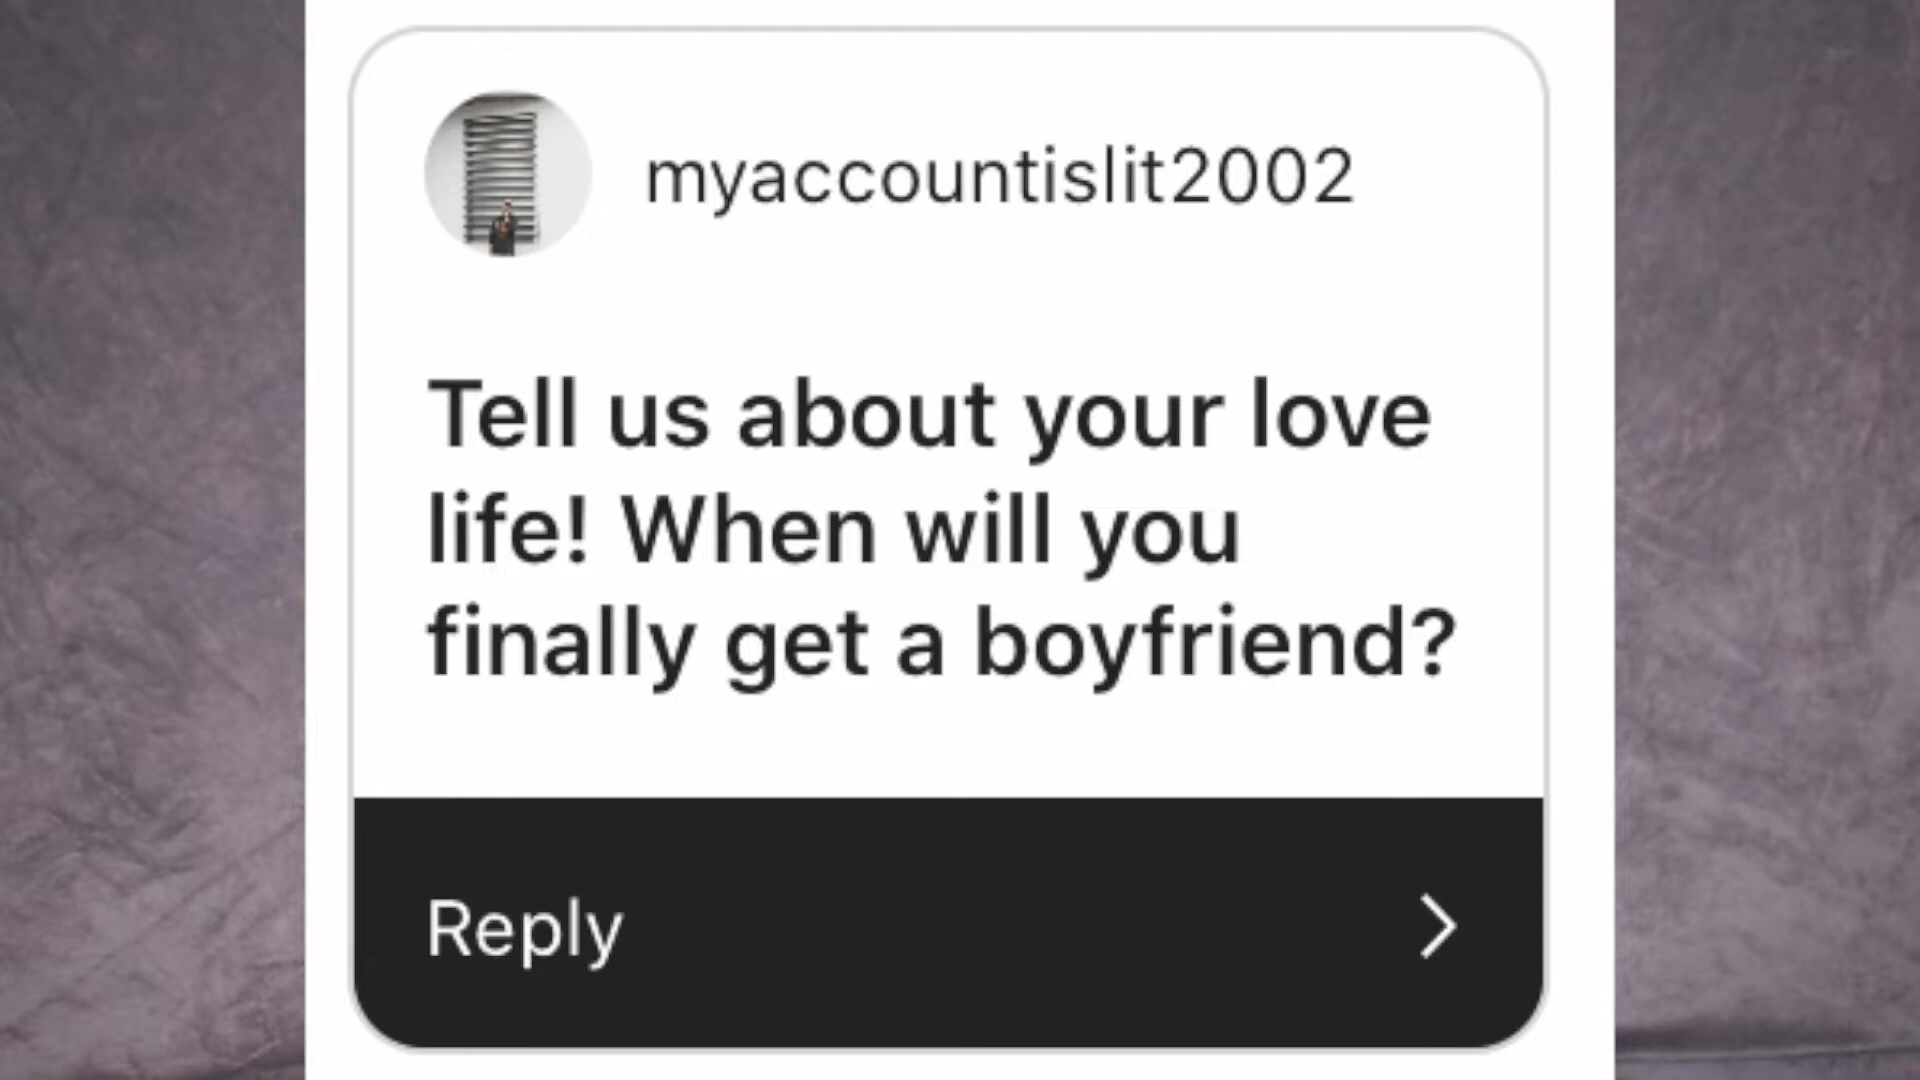 myaccountislit2002
Tell us about your love
life! When will you
finally get a boyfriend?
Reply